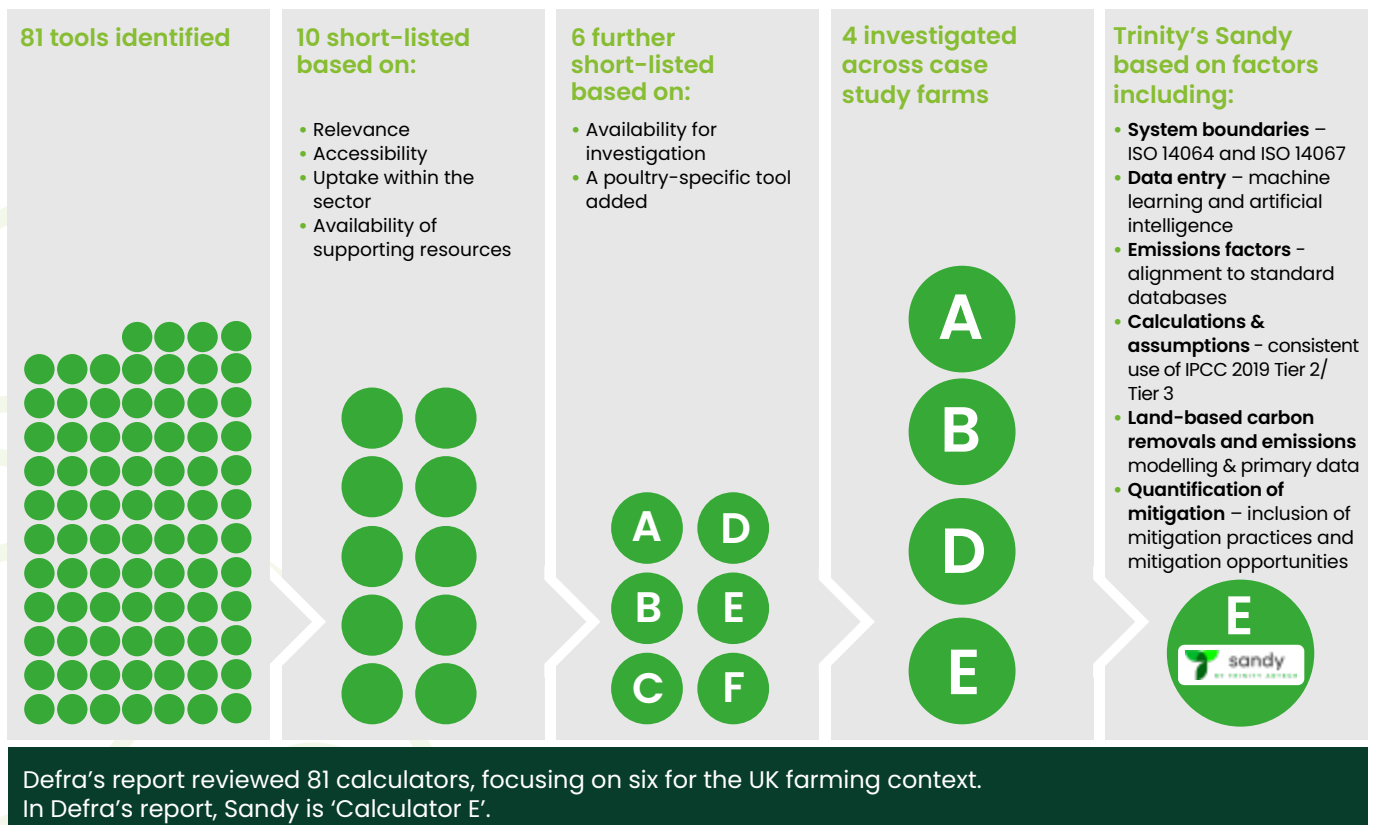 81 tools identified
10 short-listed
based on:
• Relevance
• Accessibility
• Uptake within the
sector
• Availability of
supporting resources
6 further
short-listed
based on:
• Availability for
investigation
• A poultry-specific tool
added
A D
B E
C F
4 investigated
across case
study farms
A
B
D
E
Trinity’s Sandy
based on factors
including:
• System boundaries –
ISO 14064 and ISO 14067
• Data entry – machine
learning and artificial
intelligence
• Emissions factors -
alignment to standard
databases
• Calculations &
assumptions - consistent
use of IPCC 2019 Tier 2/
Tier 3
• Land-based carbon
removals and emissions
modelling & primary data
• Quantification of
mitigation – inclusion of
mitigation practices and
mitigation opportunities
E
sandy
BY TRINITY AGTECH
Defra’s report reviewed 81 calculators, focusing on six for the UK farming context.
In Defra’s report, Sandy is ‘Calculator E’.